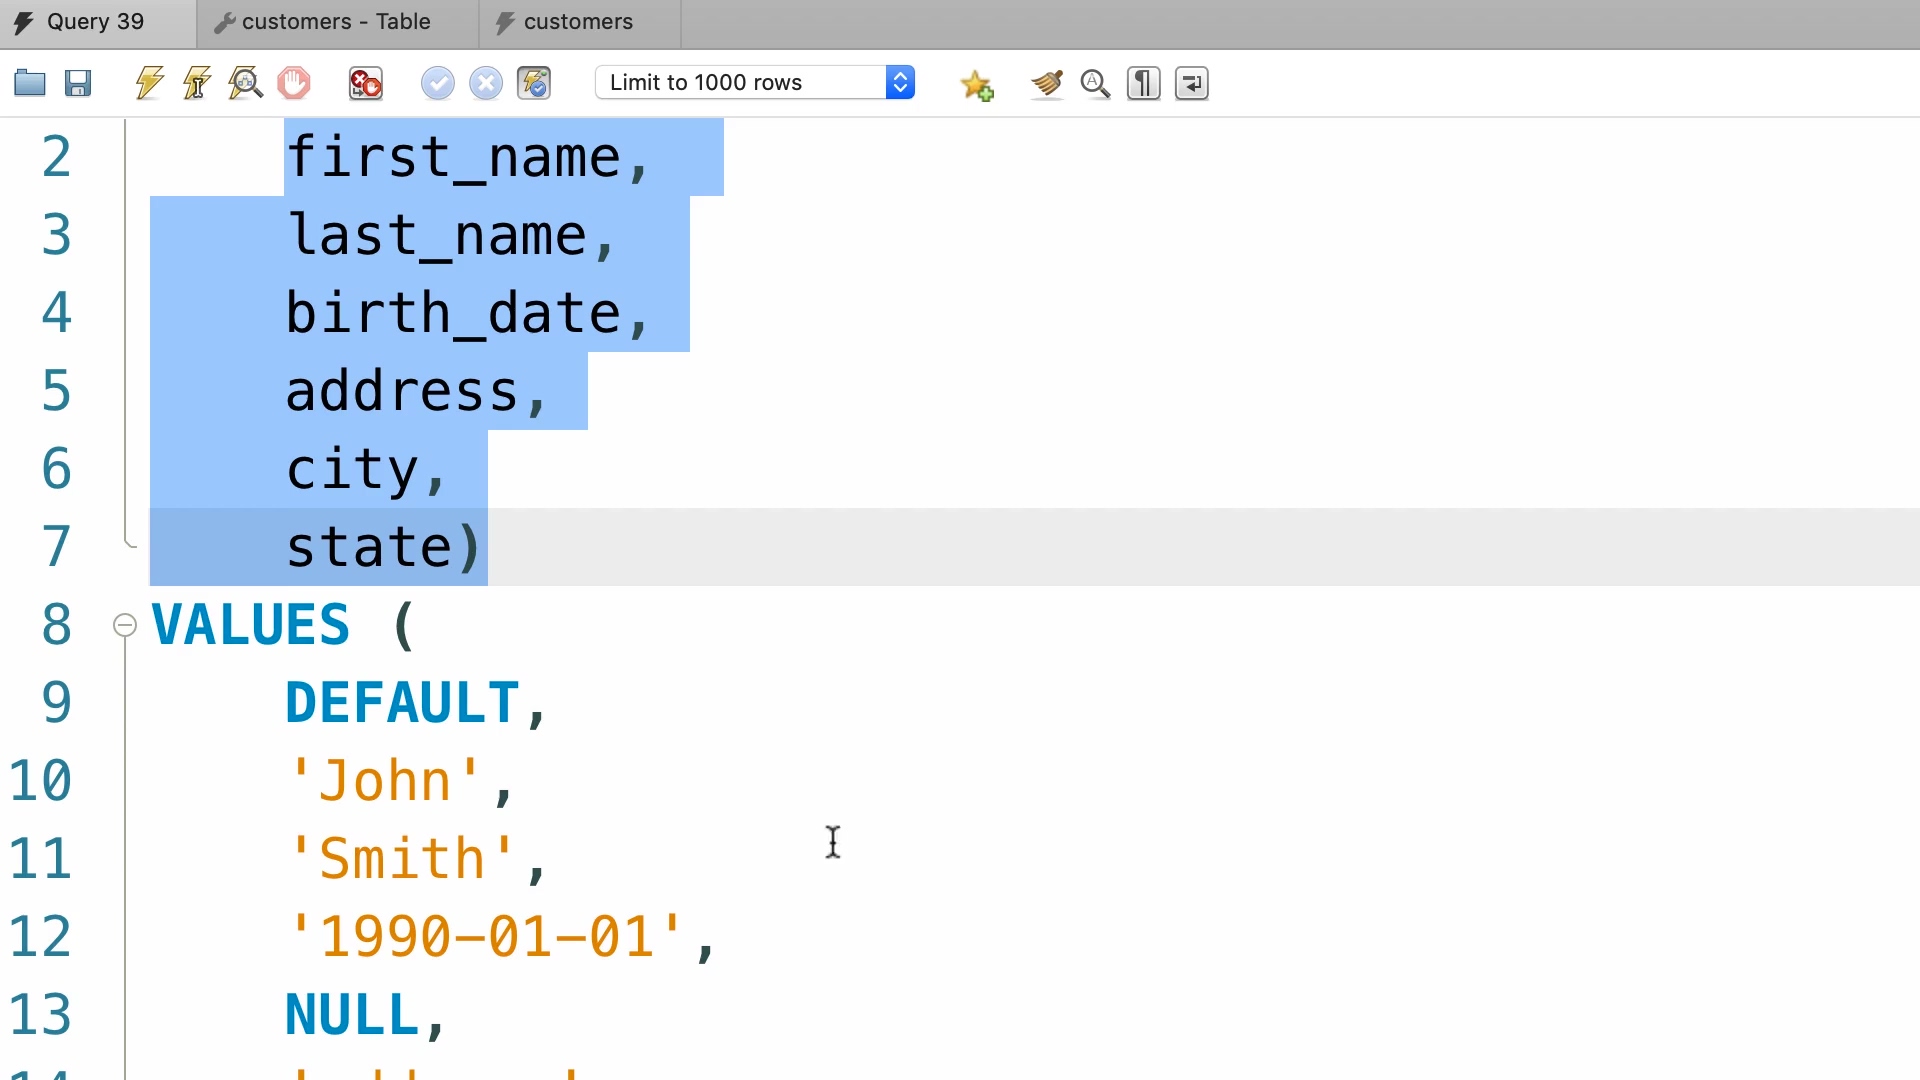 Query 39
customers - Table
customers
Limit to 1000 rows
2 first_name,
3 last_name,
4 birth_date,
5 address,
6 city,
7 state)
8 VALUES (
9 DEFAULT,
10 'John',
11 'Smith',
12 '1990-01-01',
13 NULL,